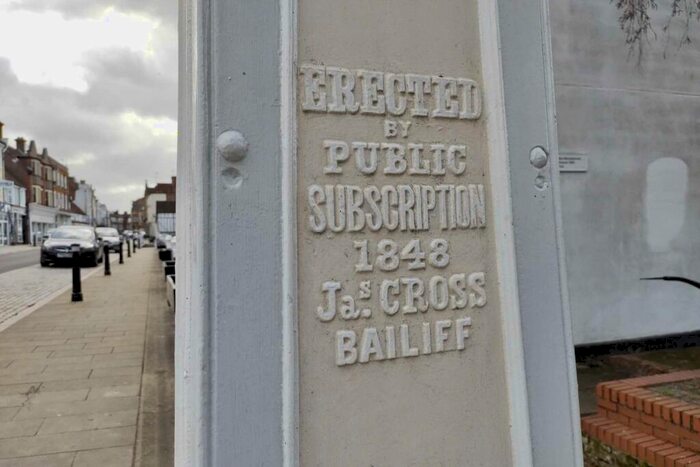 ERECTED
BY
PUBLIC
SUBSCRIPTION
1848
Jas. CROSS
BAILIFF